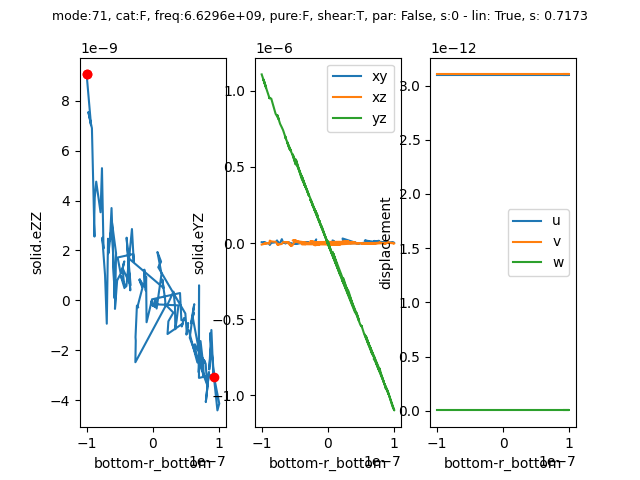 mode:71, cat:F, freq:6.6296e+09, pure:F, shear:T, par: False, s:0 - lin: True, s: 0.7173
1e−9
8
6
4
2
0
−2
−4
−1
0
1
1e−7
solid.eZZ
bottom-r_bottom
1e−6
1.0
0.5
0.0
−0.5
−1.0
−1
0
1
1e−7
solid.eYZ
bottom-r_bottom
xy
xz
yz
1e−12
3.0
2.5
2.0
1.5
1.0
0.5
0.0
−1
0
1
1e−7
displacement
bottom-r_bottom
u
v
w